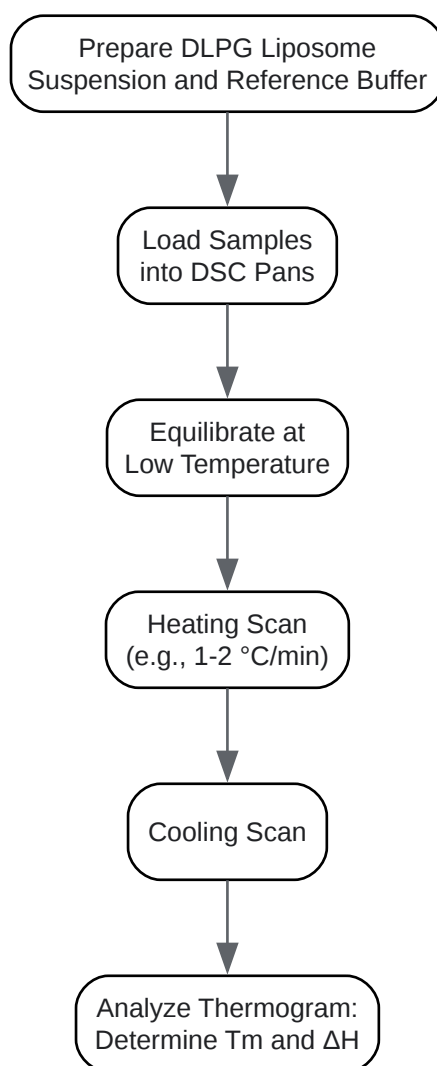 Prepare DLPG Liposome
Suspension and Reference Buffer
Load Samples
into DSC Pans
Equilibrate at
Low Temperature
Heating Scan
(e.g., 1-2 °C/min)
Cooling Scan
Analyze Thermogram:
Determine Tm and ΔH